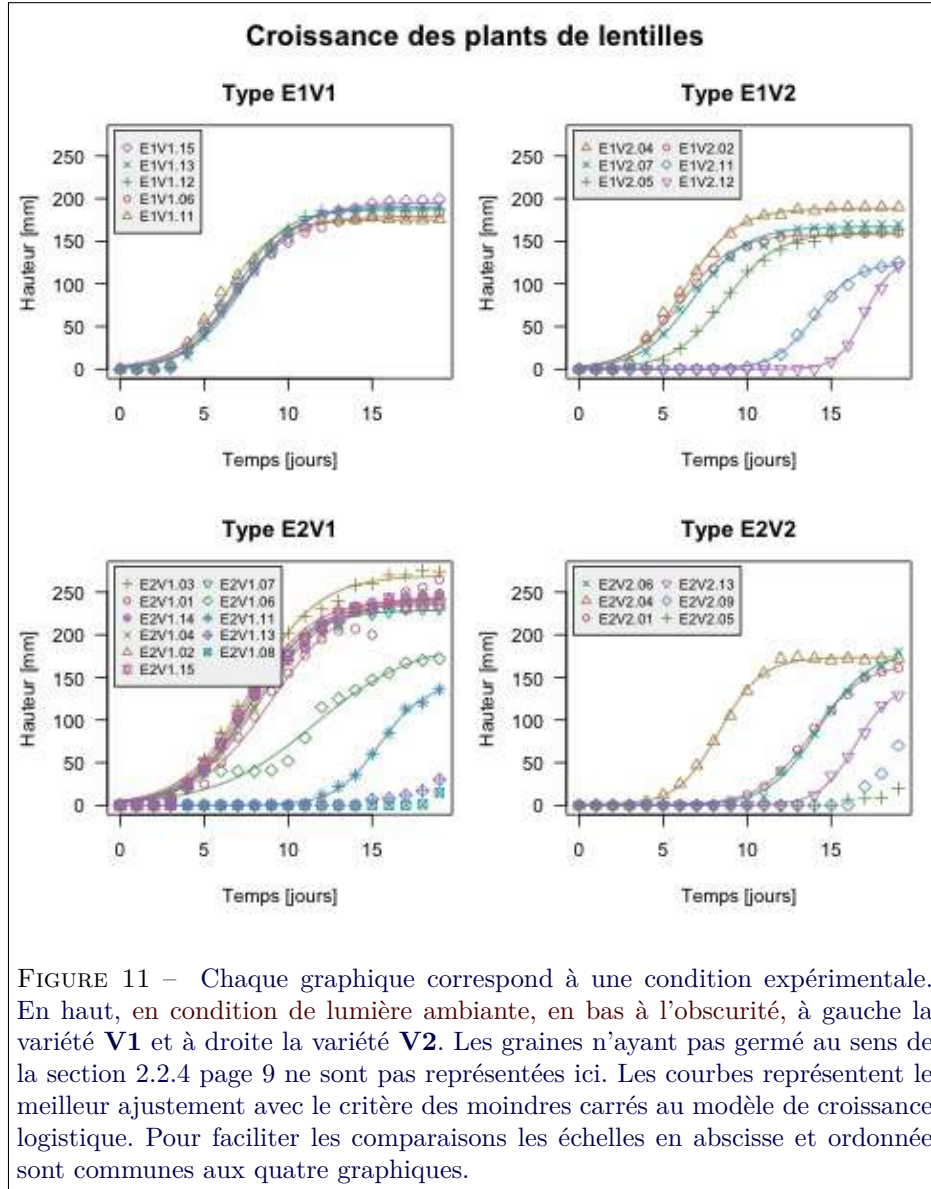 Croissance des plants de lentilles
Type E1V1
Hauteur [mm]
250
200
150
100
50
0
E1V1.15
E1V1.13
E1V1.12
E1V1.06
E1V1.11
0 5 10 15
Temps [jours]
Type E1V2
Hauteur [mm]
250
200
150
100
50
0
E1V2.04 E1V2.02
E1V2.07 E1V2.11
E1V2.05 E1V2.12
0 5 10 15
Temps [jours]
Type E2V1
Hauteur [mm]
250
200
150
100
50
0
E2V1.03 E2V1.07
E2V1.01 E2V1.06
E2V1.14 E2V1.11
E2V1.04 E2V1.13
E2V1.02 E2V1.08
E2V1.15
0 5 10 15
Temps [jours]
Type E2V2
Hauteur [mm]
250
200
150
100
50
0
E2V2.06 E2V2.13
E2V2.04 E2V2.09
E2V2.01 E2V2.05
0 5 10 15
Temps [jours]
FIGURE 11 – Chaque graphique correspond à une condition expérimentale.
En haut, en condition de lumière ambiante, en bas à l'obscurité, à gauche la
variété V1 et à droite la variété V2. Les graines n'ayant pas germé au sens de
la section 2.2.4 page 9 ne sont pas représentées ici. Les courbes représentent le
meilleur ajustement avec le critère des moindres carrés au modèle de croissance
logistique. Pour faciliter les comparaisons les échelles en abscisse et ordonnée
sont communes aux quatre graphiques.